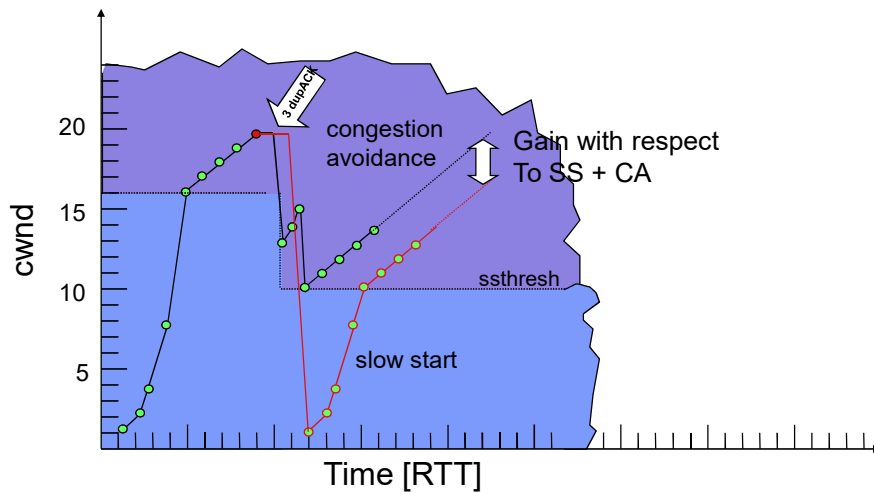 3 dupACK
20
congestion
avoidance
Gain with respect
To SS + CA
15
cwnd
ssthresh
10
slow start
5
Time [RTT]